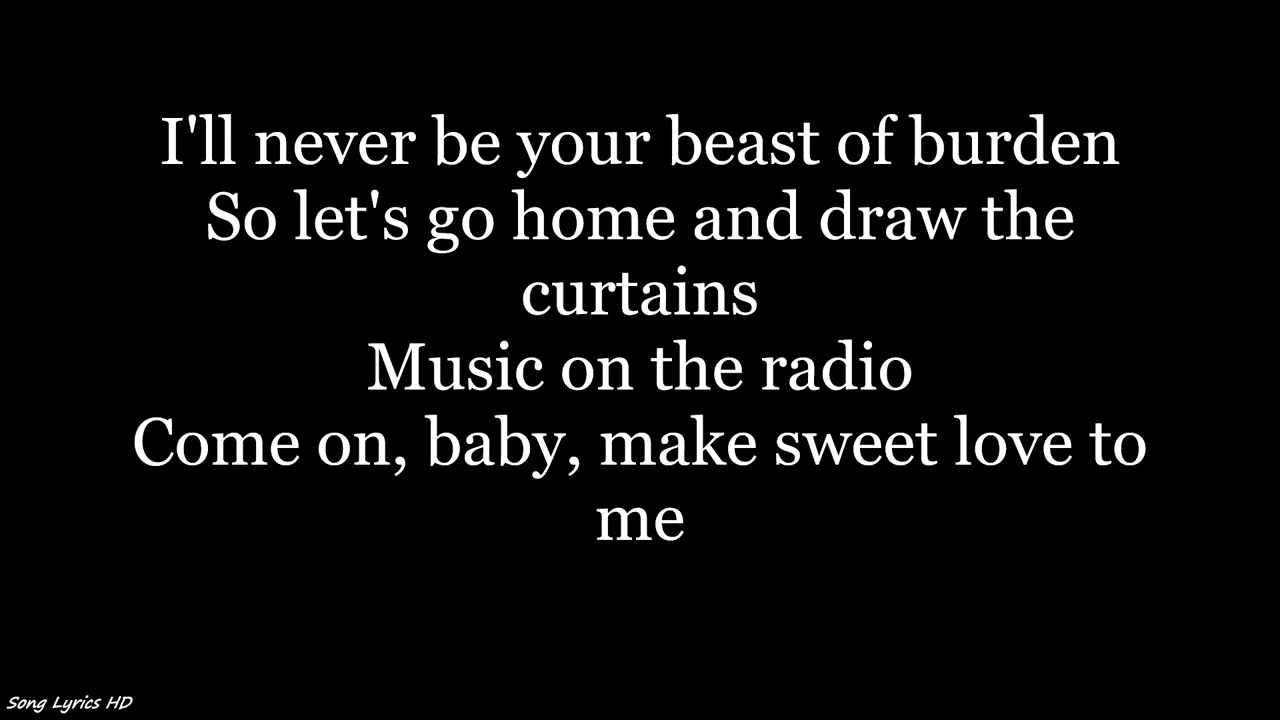 I'll never be your beast of burden
So let's go home and draw the
curtains
Music on the radio
Come on, baby, make sweet love to
me
Song Lyrics HD